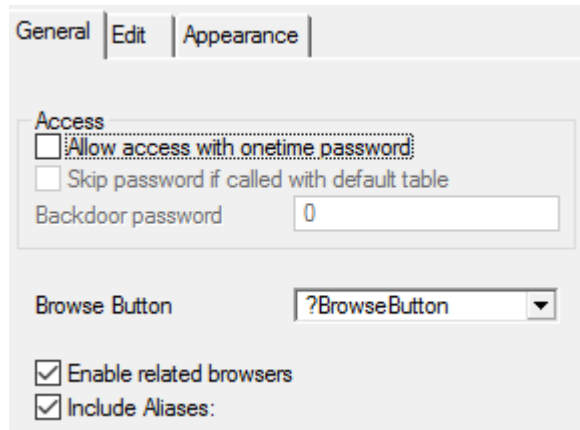 General Edit Appearance
Access
Allow access with onetime password
Skip password if called with default table
Backdoor password 0
Browse Button ?BrowseButton
Enable related browsers
Include Aliases: